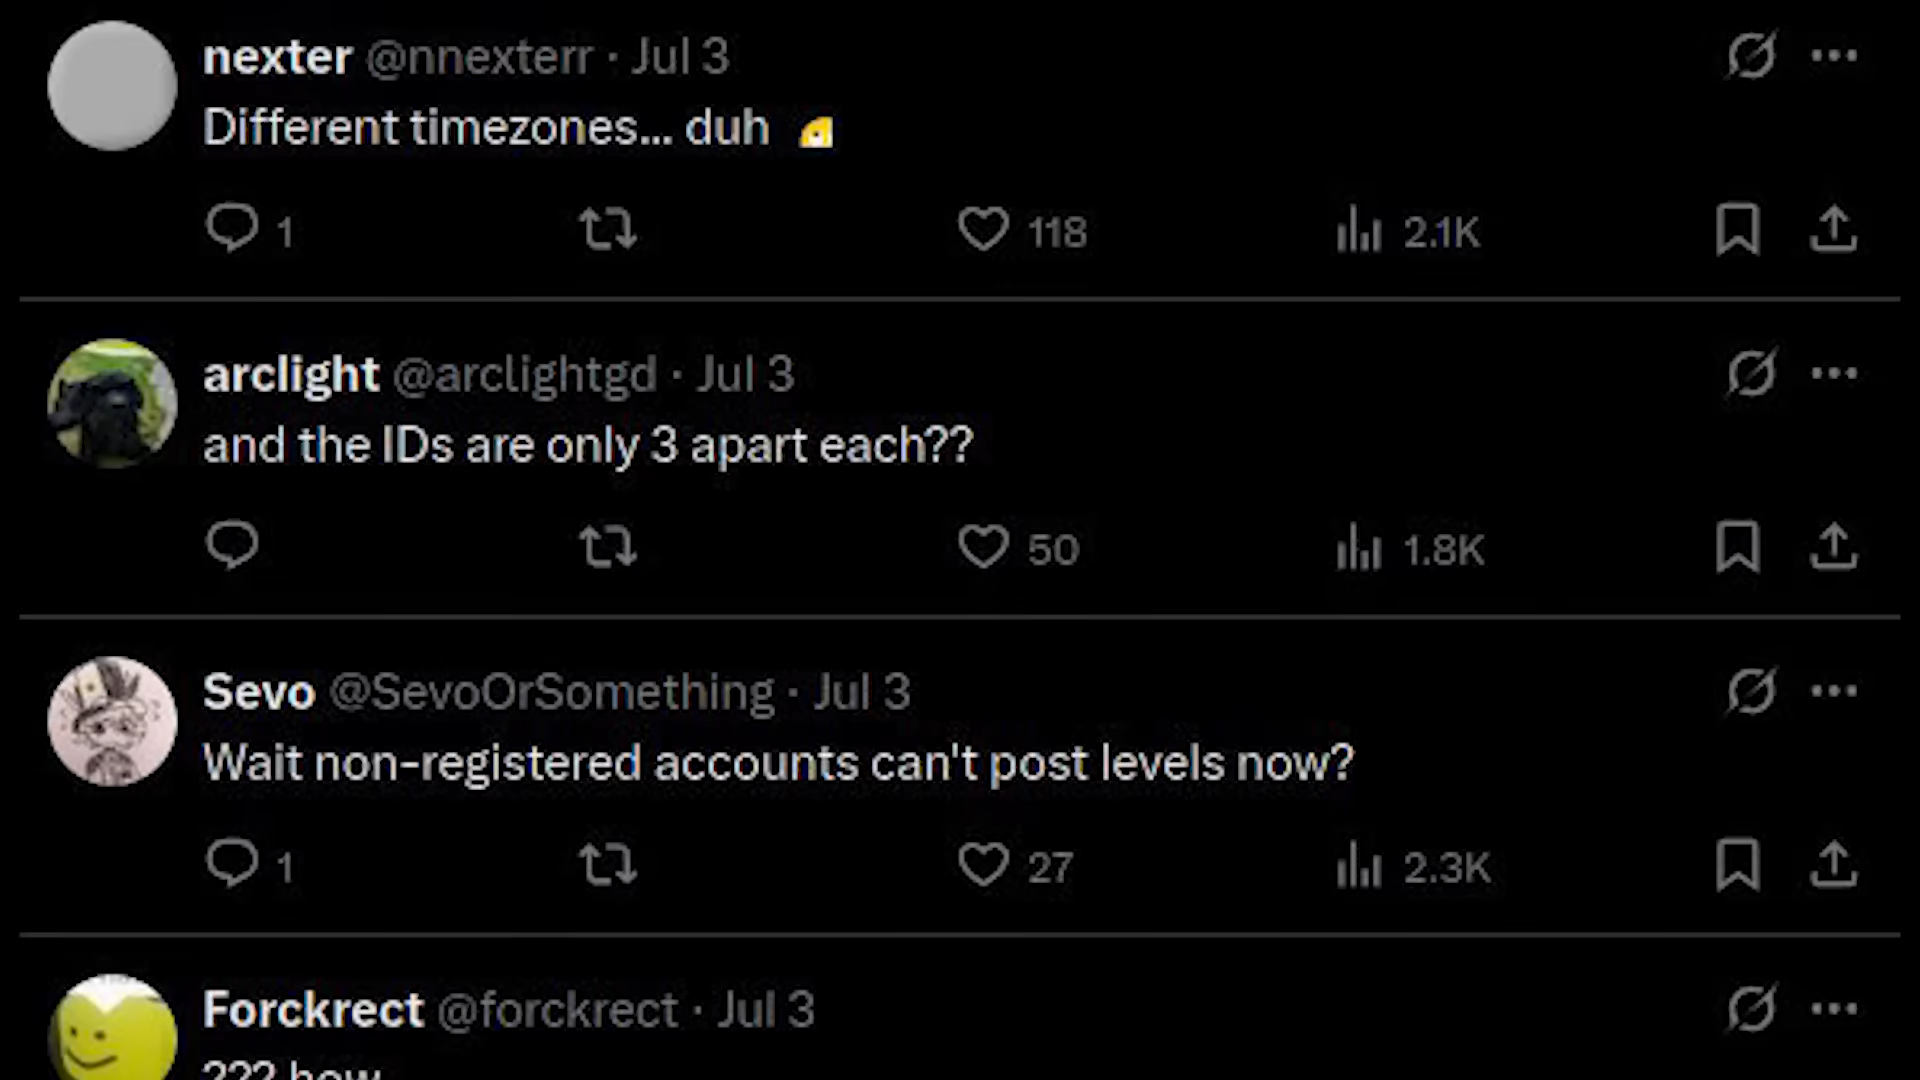 nexter @nnexterr · Jul 3
Different timezones... duh
1 118 2.1K
arclight @arclightgd · Jul 3
and the IDs are only 3 apart each??
50 1.8K
Sevo @SevoOrSomething · Jul 3
Wait non-registered accounts can't post levels now?
1 27 2.3K
Forckrect @forckrect · Jul 3
??? how